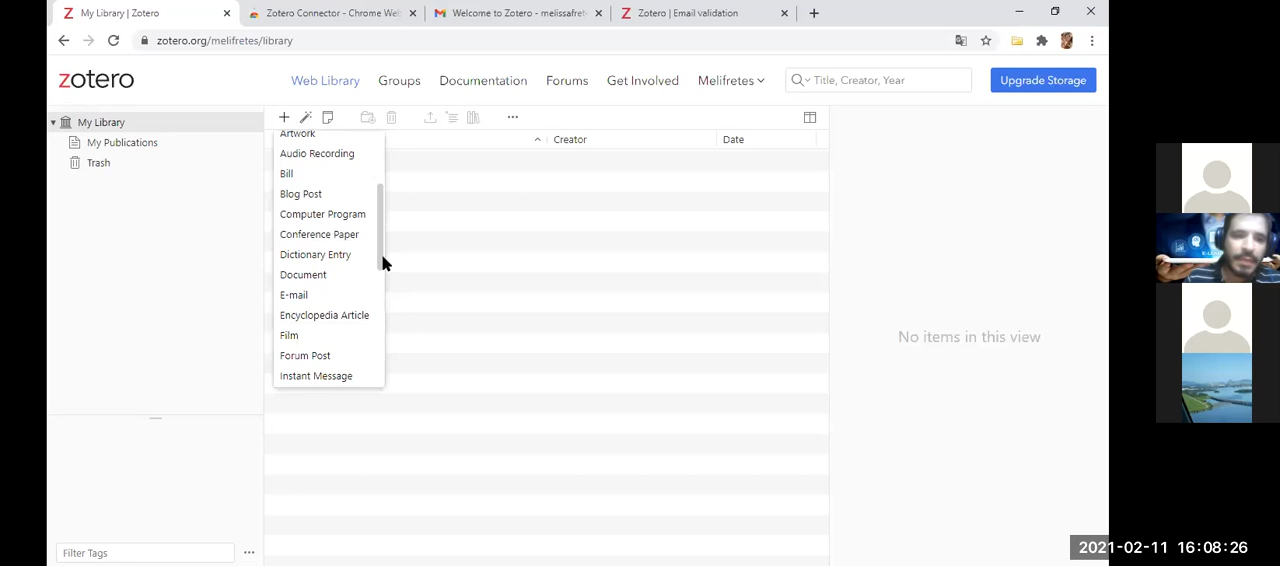 My Library | Zotero
Zotero Connector - Chrome Web
Welcome to Zotero - melissafret
Zotero | Email validation
zotero.org/melifretes/library
zotero
Web Library
Groups
Documentation
Forums
Get Involved
Melifretes
Title, Creator, Year
Upgrade Storage
My Library
My Publications
Trash
Creator
Date
Artwork
Audio Recording
Bill
Blog Post
Computer Program
Conference Paper
Dictionary Entry
Document
E-mail
Encyclopedia Article
Film
Forum Post
Instant Message
No items in this view
Filter Tags
2021-02-11 16:08:26